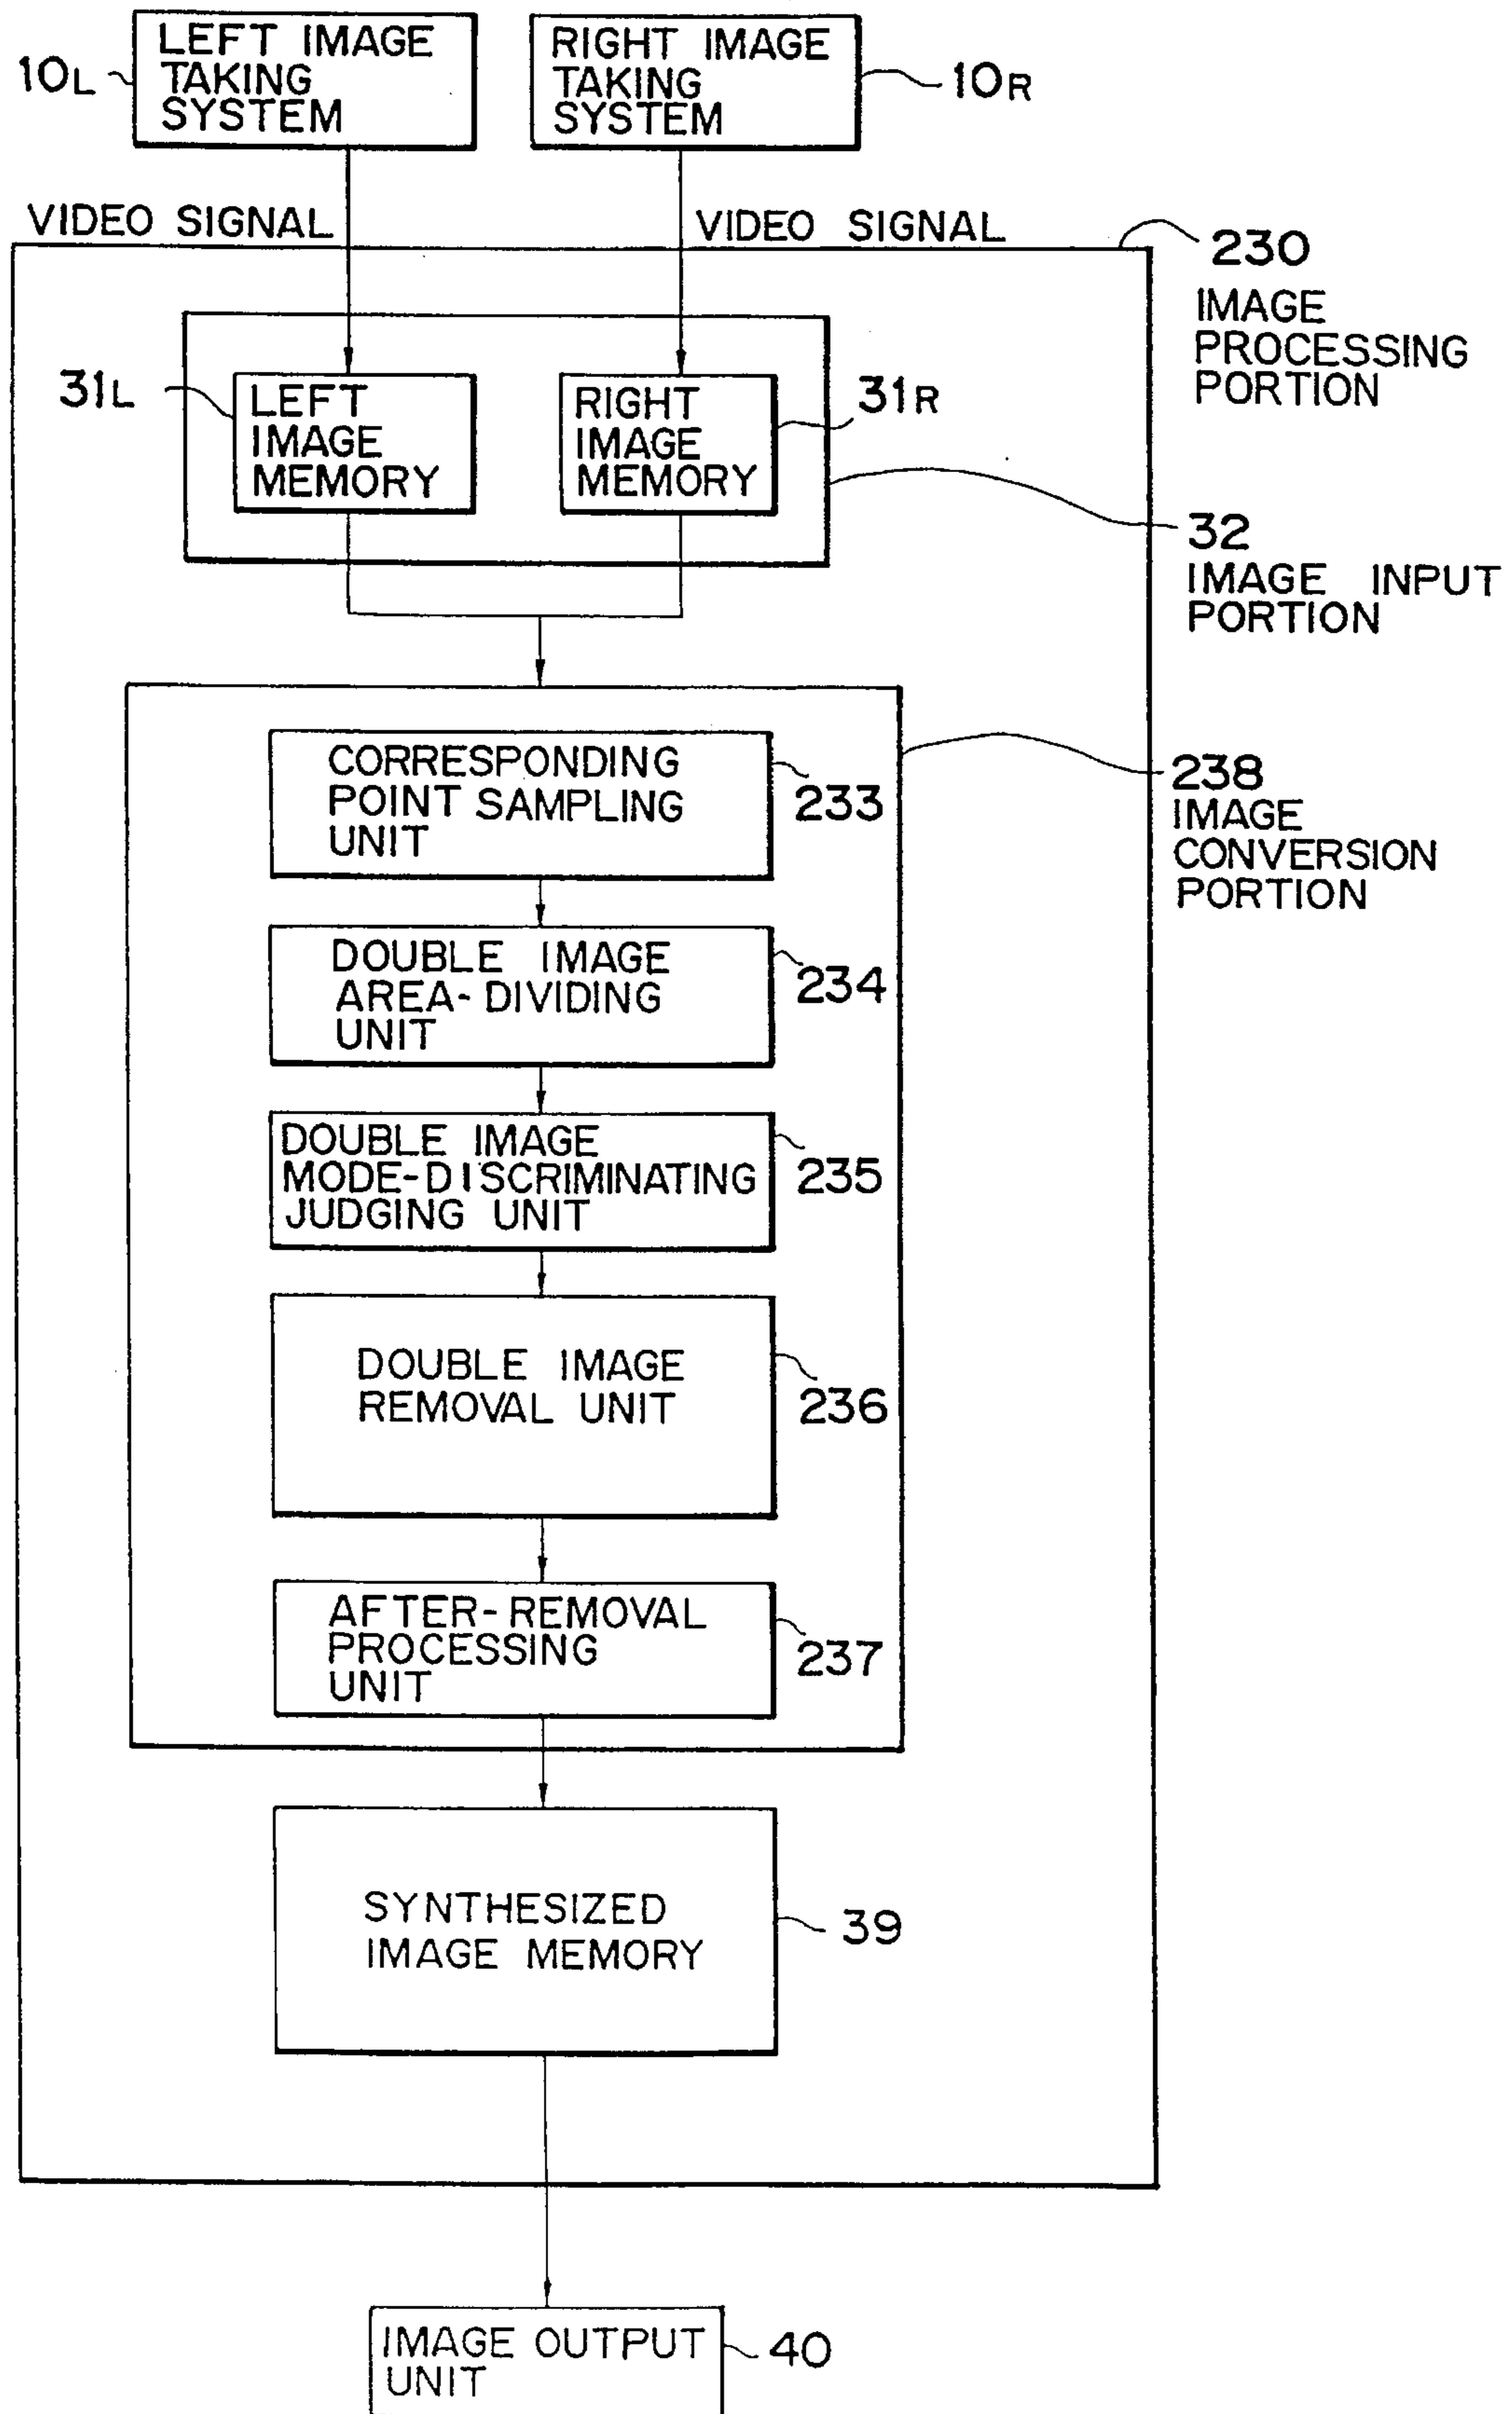 LEFT IMAGE
TAKING
SYSTEM
10L
RIGHT IMAGE
TAKING
SYSTEM
10R
VIDEO SIGNAL
VIDEO SIGNAL
230
IMAGE
PROCESSING
PORTION
31L
LEFT
IMAGE
MEMORY
RIGHT
IMAGE
MEMORY
31R
32
IMAGE INPUT
PORTION
CORRESPONDING
POINT SAMPLING
UNIT
233
238
IMAGE
CONVERSION
PORTION
DOUBLE IMAGE
AREA-DIVIDING
UNIT
234
DOUBLE IMAGE
MODE-DISCRIMINATING
JUDGING UNIT
235
DOUBLE IMAGE
REMOVAL UNIT
236
AFTER-REMOVAL
PROCESSING
UNIT
237
SYNTHESIZED
IMAGE MEMORY
39
IMAGE OUTPUT
UNIT
40